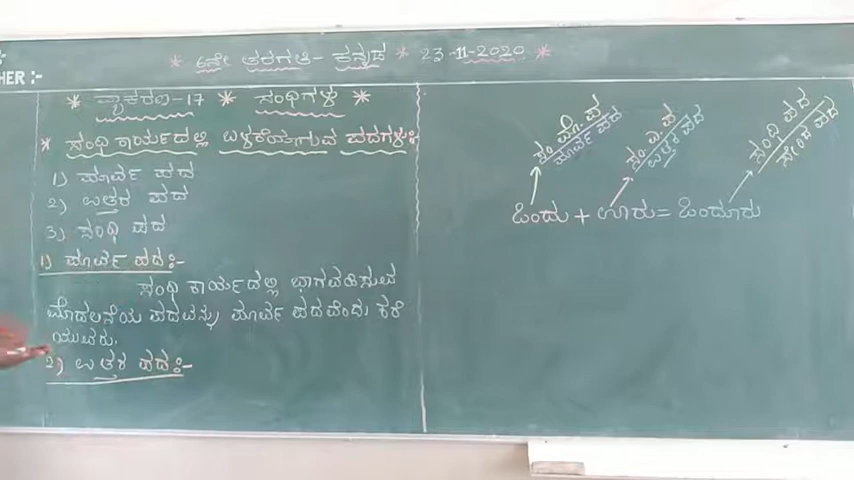 HER :-
* 6ನೇ ತರಗತಿ - ಕನ್ನಡ * 23-11-2020 *
* ವ್ಯಾಕರಣ-17 * ಸಂಧಿಗಳು *
* ಸಂಧಿ ಕಾರ್ಯದಲ್ಲಿ ಬಳಕೆಯಾಗುವ ಪದಗಳು:
1) ಪೂರ್ವ ಪದ
2) ಉತ್ತರ ಪದ
3) ಸಂಧಿ ಪದ
1) ಪೂರ್ವ ಪದ:-
ಸಂಧಿ ಕಾರ್ಯದಲ್ಲಿ ಭಾಗವಹಿಸುವ
ಮೊದಲನೆಯ ಪದವನ್ನು ಪೂರ್ವ ಪದವೆಂದು ಕರೆ
ಯುವರು.
2) ಉತ್ತರ ಪದ:-
ಸಂ. ಪೂ. ಪ
ಪೂರ್ವ ಪದ
ಸಂ. ಎ. ಪ
ಉತ್ತರ ಪದ
ಸಂಧಿ ಪದ
ಸೇರಿದ ಪದ
ಒಂದು + ಊರು = ಒಂದೂರು